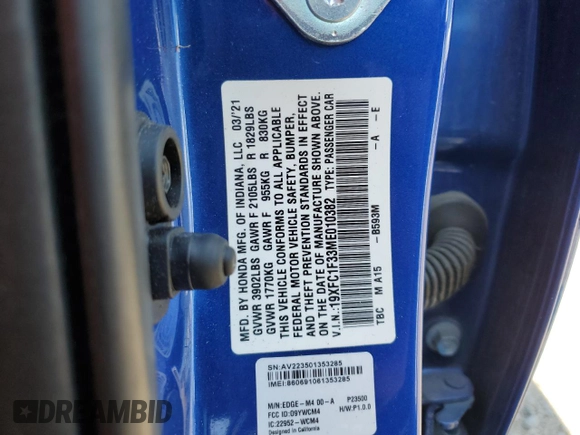 MFD. BY HONDA MFG. OF INDIANA, LLC 03/'21
GVWR 3902LBS GAWR F 2105LBS R 1829LBS
GVWR 1770KG GAWR F 955KG R 830KG
THIS VEHICLE CONFORMS TO ALL APPLICABLE
FEDERAL MOTOR VEHICLE SAFETY, BUMPER,
AND THEFT PREVENTION STANDARDS IN EFFECT
ON THE DATE OF MANUFACTURE SHOWN ABOVE.
V.I.N.:19XFC1F33ME010382 TYPE: PASSENGER CAR
TBC M A15 -B593M -A -E
SN:AV223501353285
IMEI:860691061353285
M/N:EDGE-M4 00-A P23500
FCC ID:09YWCM4 H/W:P1.0.0
IC:22952-WCM4
Designed in California
DREAMBID